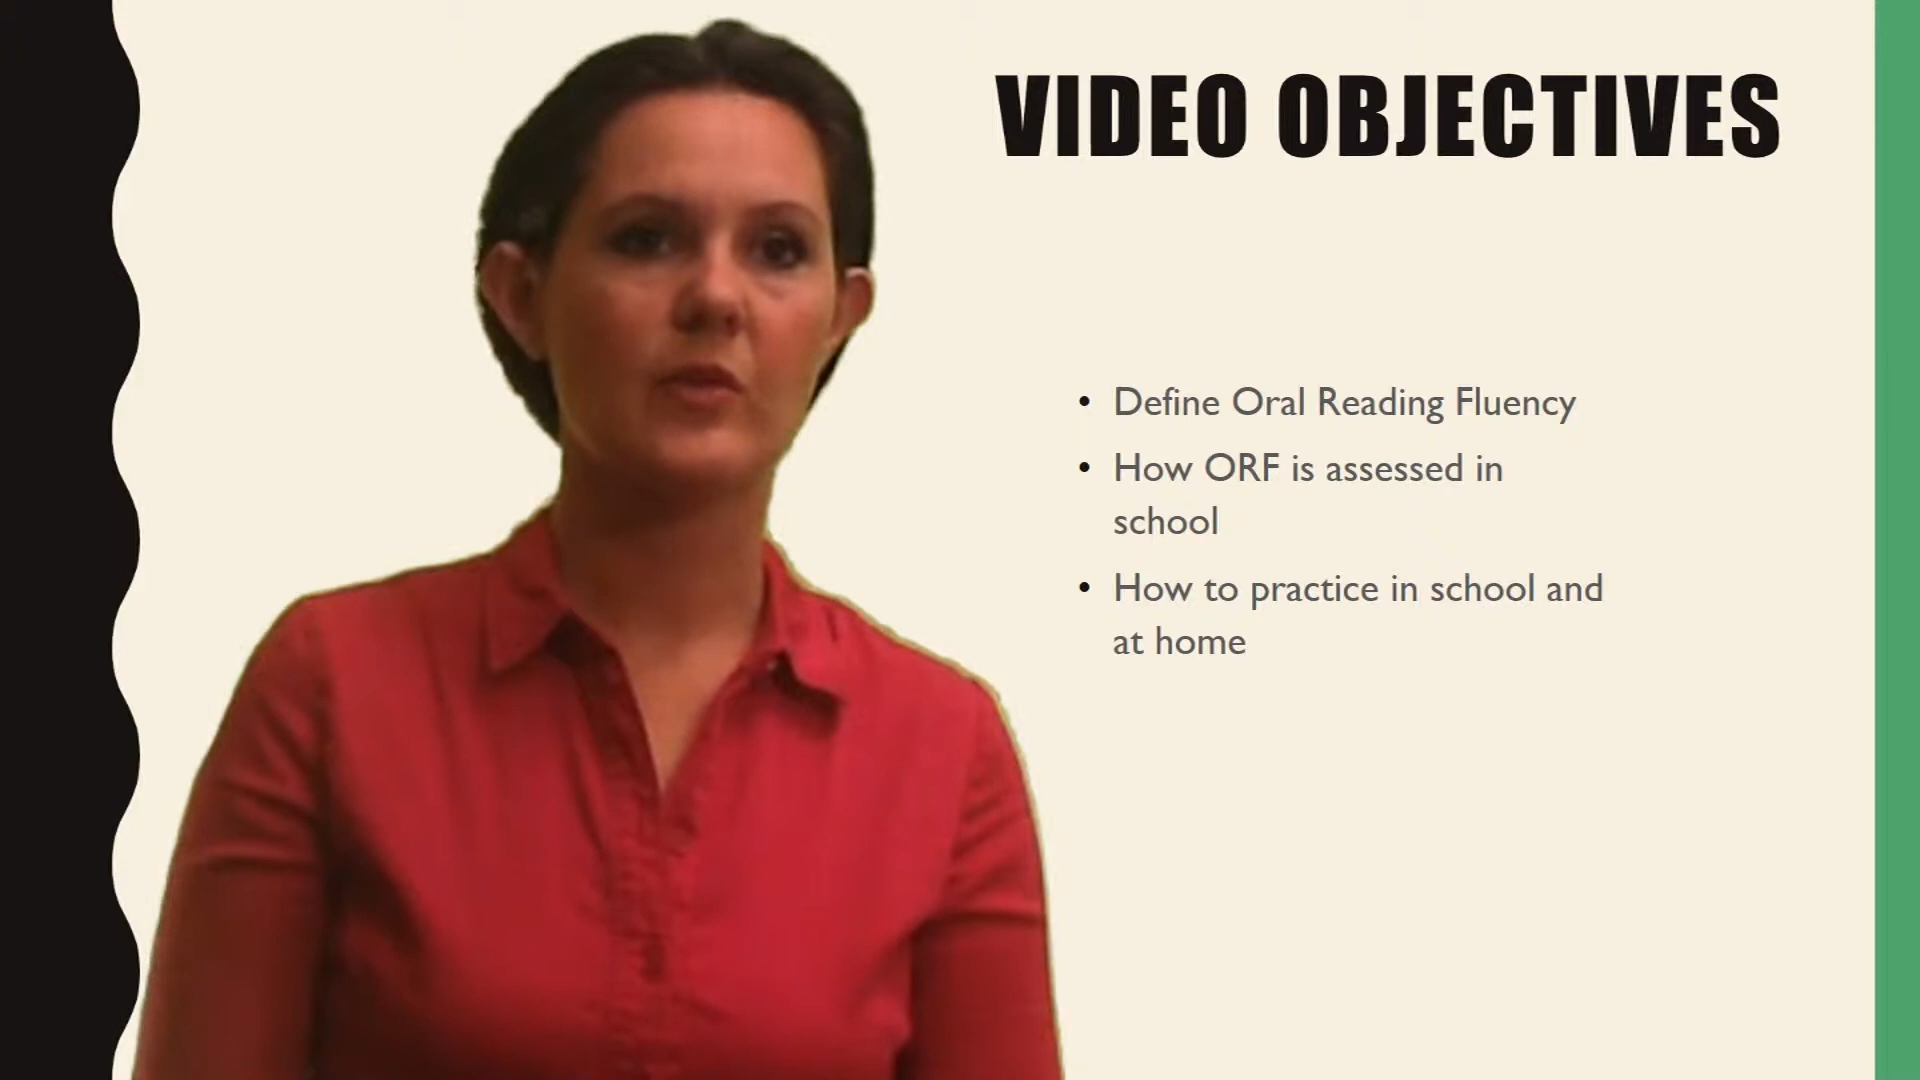 VIDEO OBJECTIVES
• Define Oral Reading Fluency
• How ORF is assessed in
school
• How to practice in school and
at home